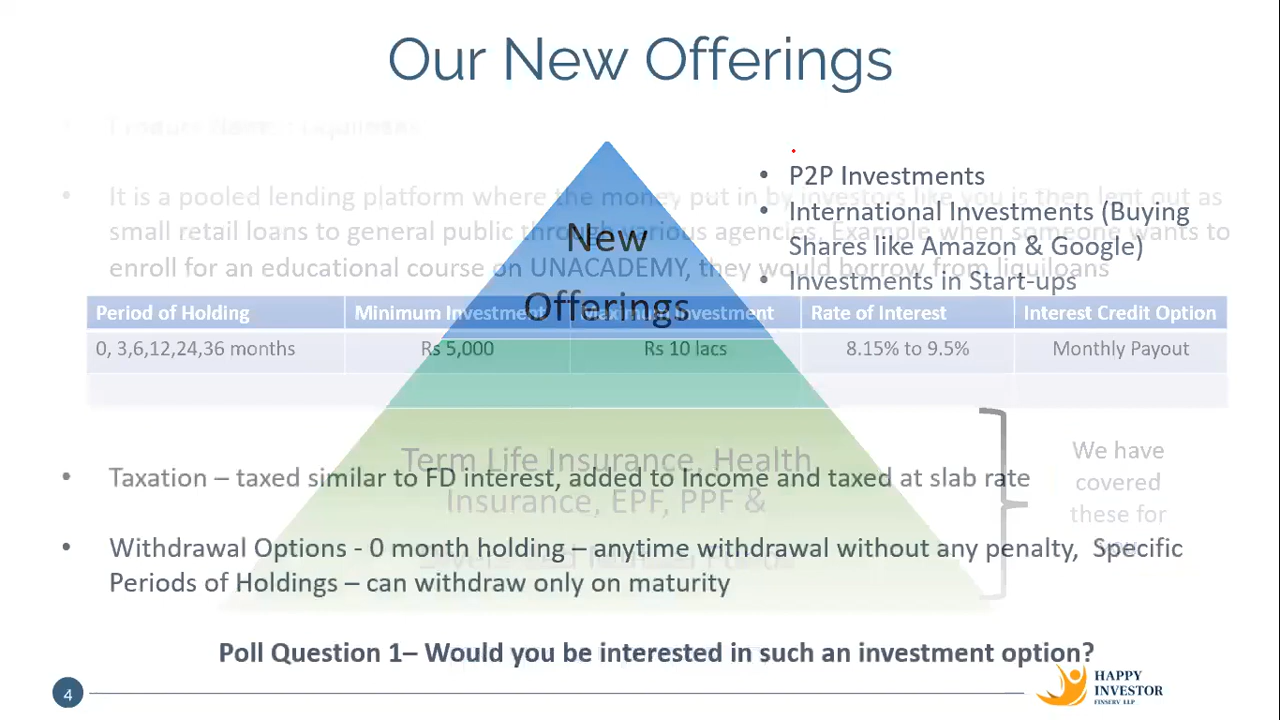 Our New Offerings
P2P Investments
International Investments (Buying
Shares like Amazon & Google)
Investments in Start-ups
New
Offerings
It is a pooled lending platform where the money put in by investors like you is then lent out as
small retail loans to general public through various agencies. Example when someone wants to
enroll for an educational course on UNACADEMY, they would borrow from liquiloans
Period of Holding Minimum Investment Maximum Investment Rate of Interest Interest Credit Option
0, 3,6,12,24,36 months Rs 5,000 Rs 10 lacs 8.15% to 9.5% Monthly Payout
Term Life Insurance, Health
Insurance, EPF, PPF &
We have
covered
these for
you
Taxation – taxed similar to FD interest, added to Income and taxed at slab rate
Withdrawal Options - 0 month holding – anytime withdrawal without any penalty, Specific
Periods of Holdings – can withdraw only on maturity
Poll Question 1– Would you be interested in such an investment option?
4
HAPPY
INVESTOR
FINSERV LLP